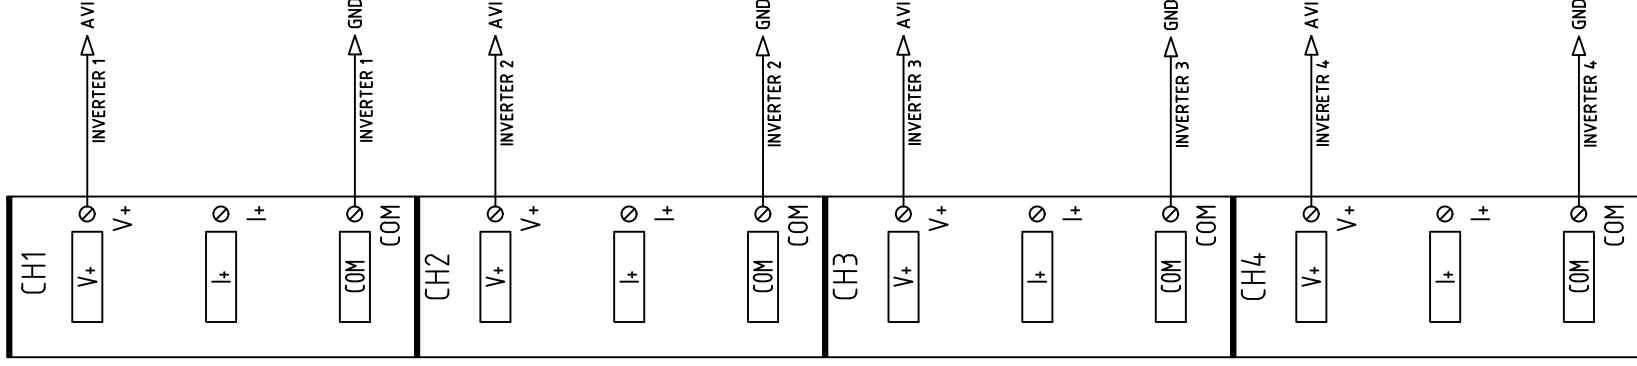 AVI
INVERTER 1
GND
INVERTER 1
AVI
INVERTER 2
GND
INVERTER 2
AVI
INVERTER 3
GND
INVERTER 3
AVI
INVERETR 4
GND
INVERTER 4
CH1
V+
V+
I+
I+
COM
COM
CH2
V+
V+
I+
I+
COM
COM
CH3
V+
V+
I+
I+
COM
COM
CH4
V+
V+
I+
I+
COM
COM